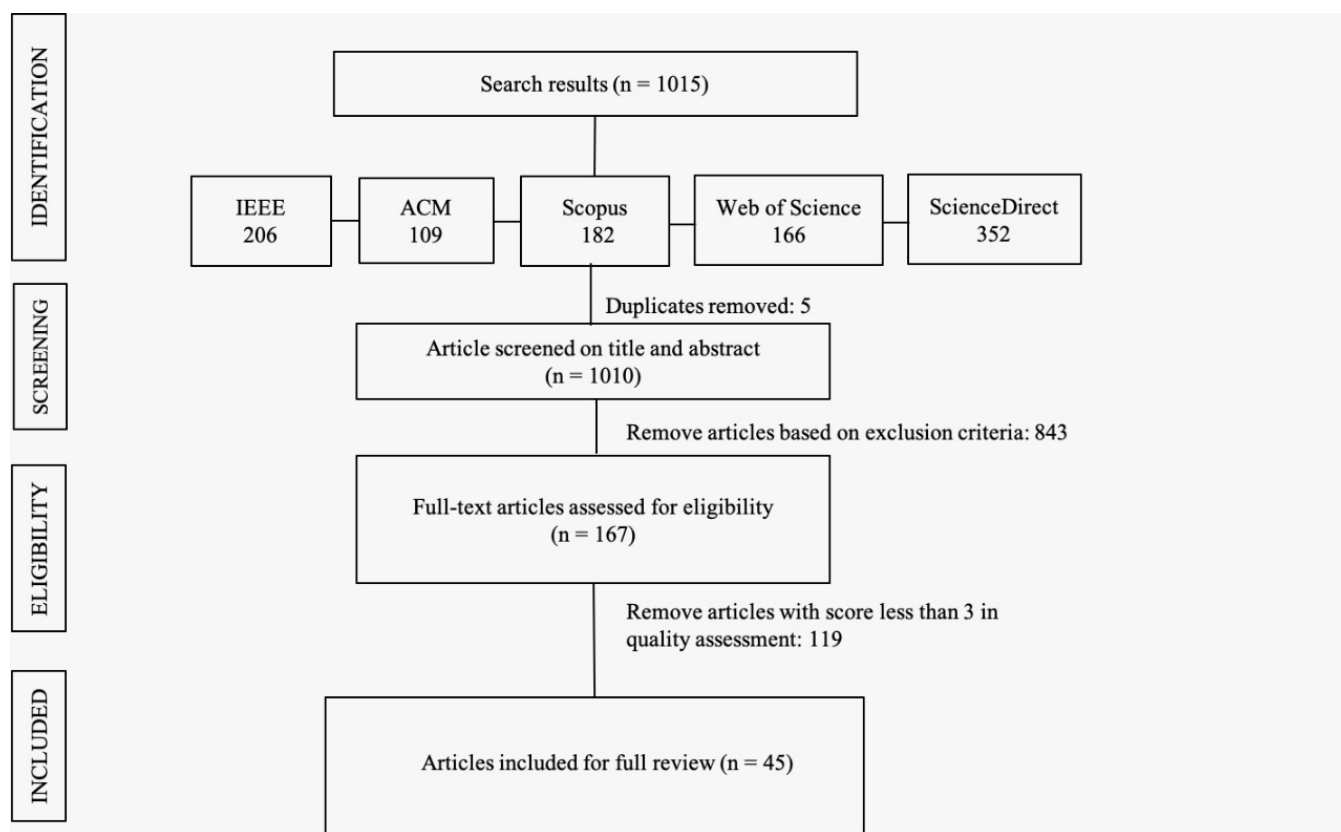 IDENTIFICATION
Search results (n = 1015)
IEEE
206
ACM
109
Scopus
182
Web of Science
166
ScienceDirect
352
SCREENING
Duplicates removed: 5
Article screened on title and abstract
(n = 1010)
Remove articles based on exclusion criteria: 843
ELIGIBILITY
Full-text articles assessed for eligibility
(n = 167)
Remove articles with score less than 3 in
quality assessment: 119
INCLUDED
Articles included for full review (n = 45)